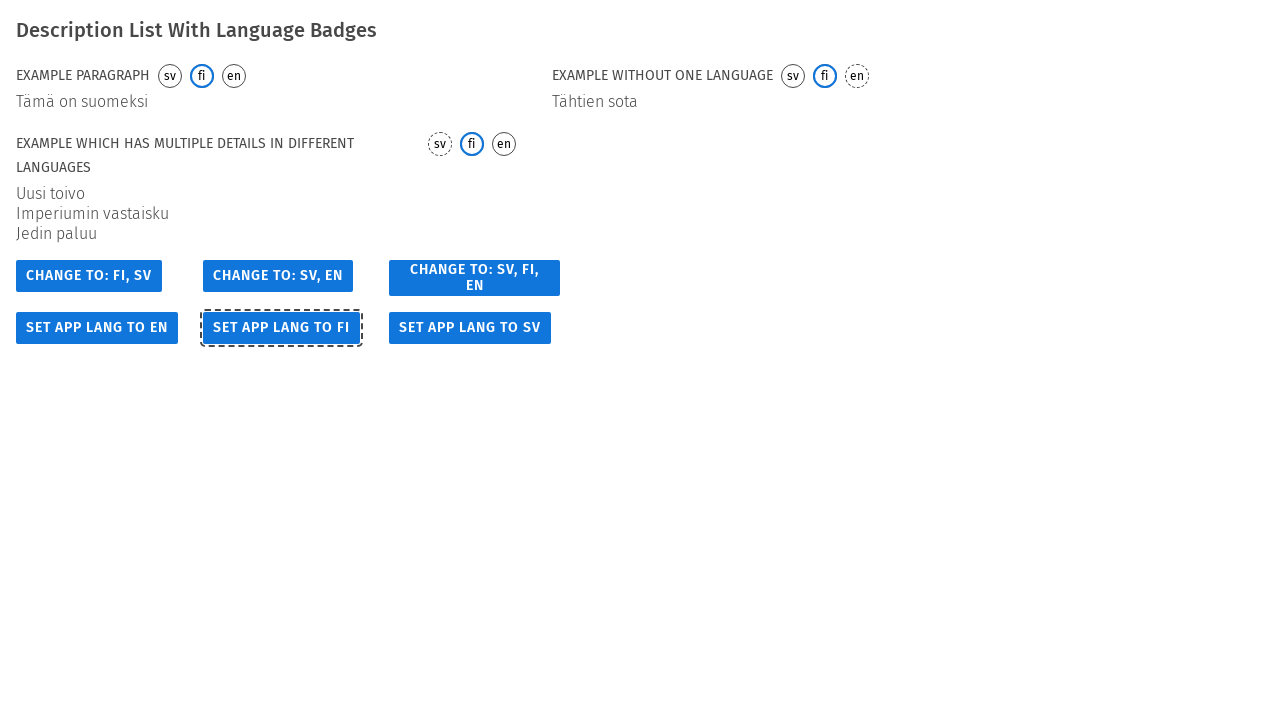 Description List With Language Badges
EXAMPLE PARAGRAPH sv fi en
Tämä on suomeksi
EXAMPLE WITHOUT ONE LANGUAGE sv fi en
Tähtien sota
EXAMPLE WHICH HAS MULTIPLE DETAILS IN DIFFERENT LANGUAGES sv fi en
Uusi toivo
Imperiumin vastaisku
Jedin paluu
CHANGE TO: FI, SV
CHANGE TO: SV, EN
CHANGE TO: SV, FI,
EN
SET APP LANG TO EN
SET APP LANG TO FI
SET APP LANG TO SV